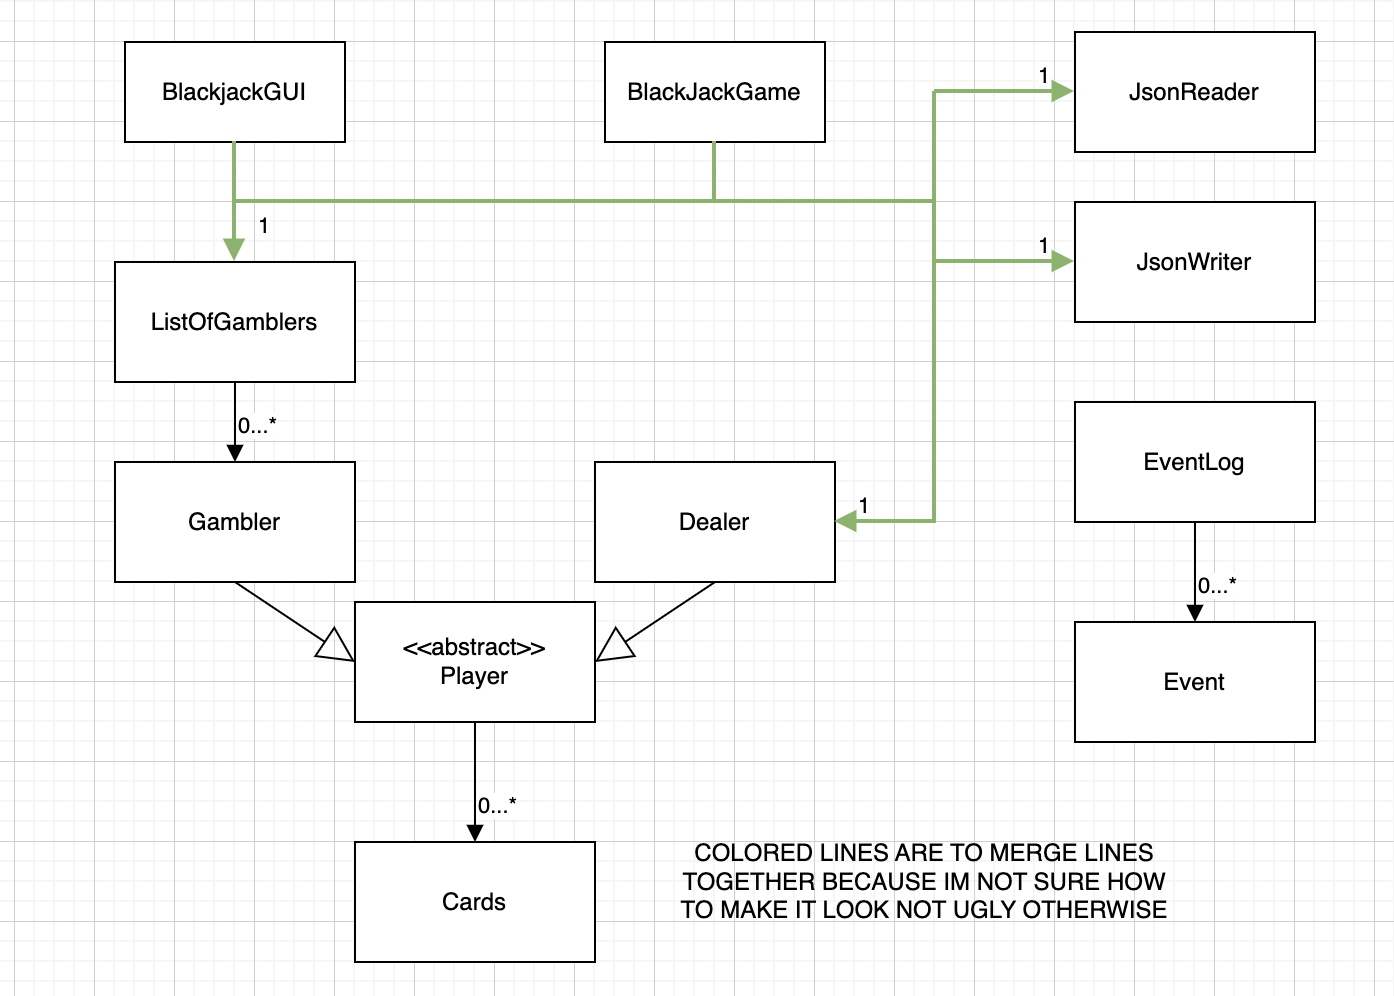 BlackjackGUI
BlackJackGame
1
JsonReader
1
1
JsonWriter
ListOfGamblers
0...*
Gambler
Dealer
1
EventLog
0...*
<<abstract>>
Player
Event
0...*
Cards
COLORED LINES ARE TO MERGE LINES
TOGETHER BECAUSE IM NOT SURE HOW
TO MAKE IT LOOK NOT UGLY OTHERWISE